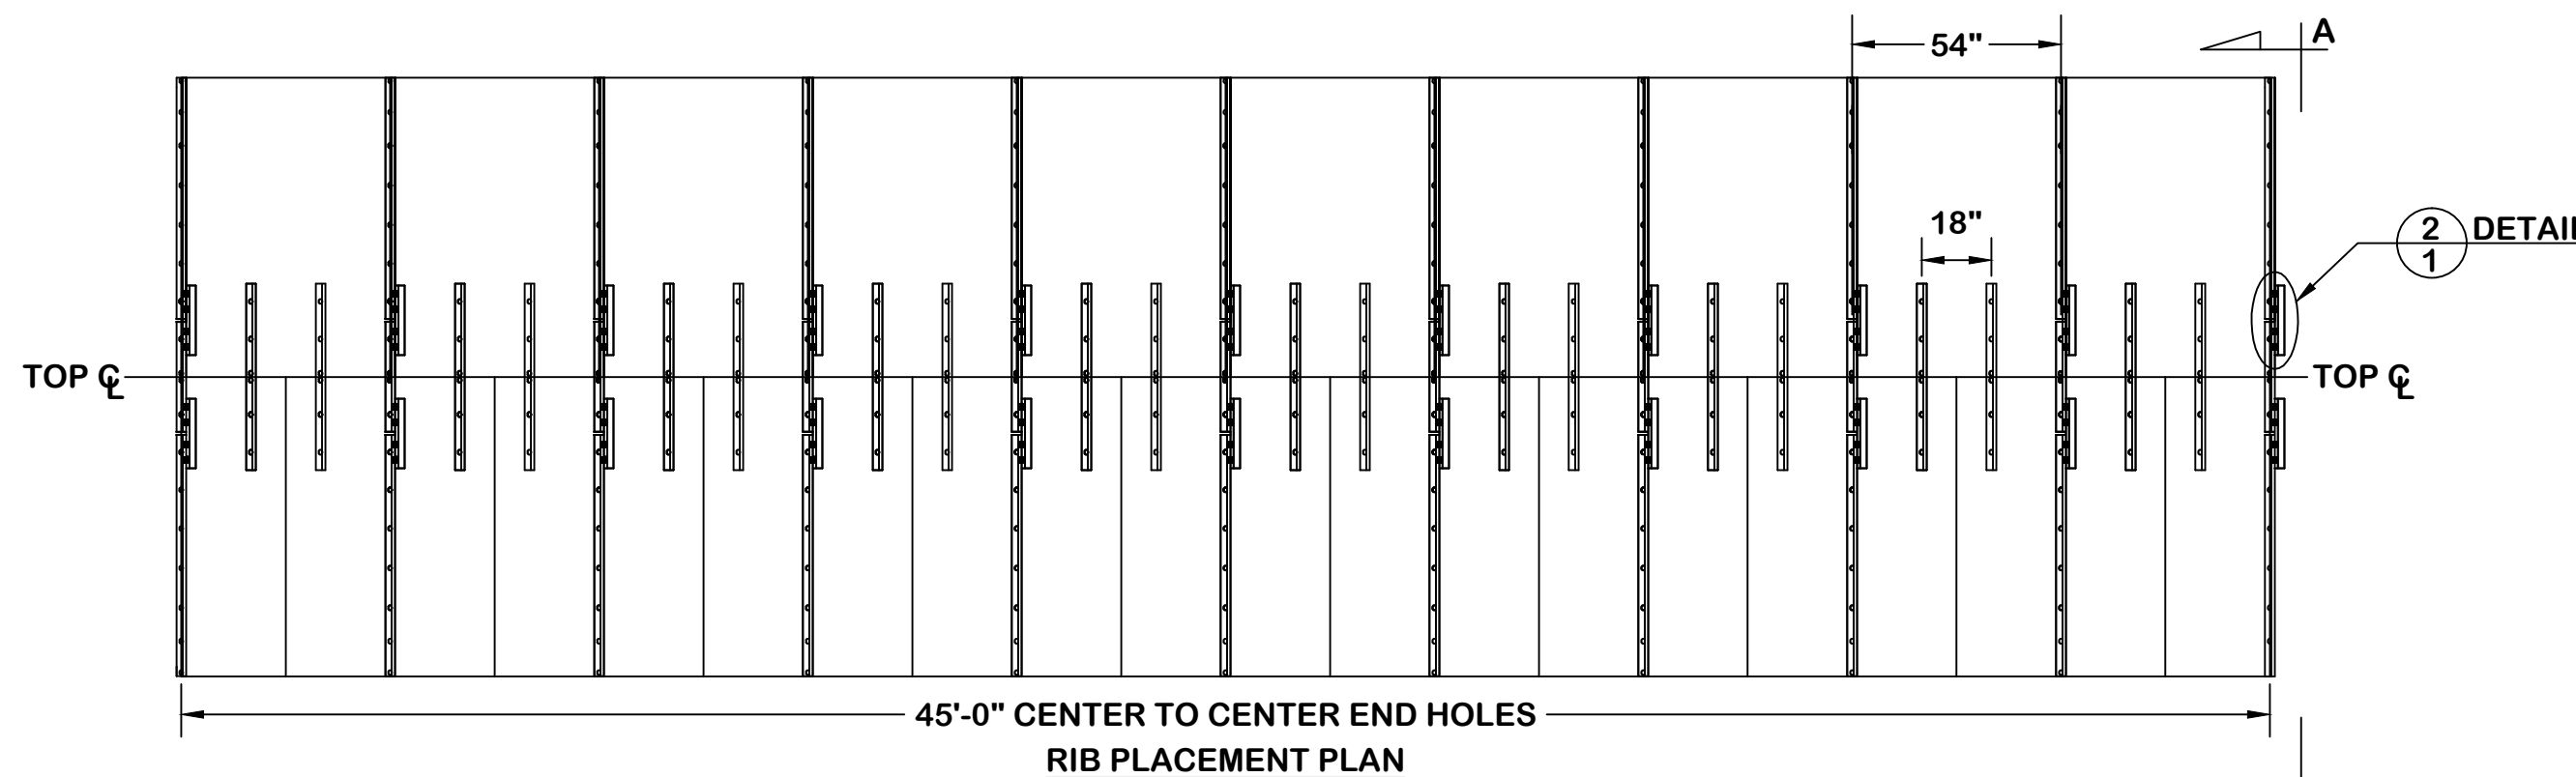 54"
A
18"
2
1
DETAIL
TOP ℄
TOP ℄
45'-0" CENTER TO CENTER END HOLES
RIB PLACEMENT PLAN